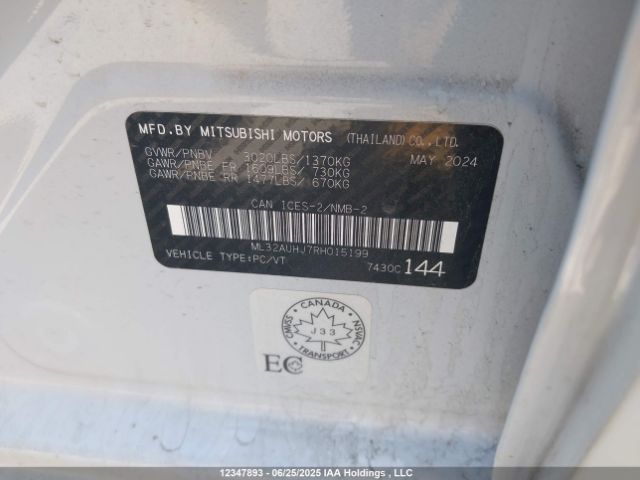 MFD.BY MITSUBISHI MOTORS (THAILAND)CO.,LTD.
GVWR/PNBV 3020LBS/1370KG MAY 2024
GAWR/PNBE FR 1609LBS/ 730KG
GAWR/PNBE RR 1477LBS/ 670KG
CAN ICES-2/NMB-2
ML32AUHJ7RH015199
VEHICLE TYPE:PC/VT 7430C 144
CANADA
CMVSS J33 NSVAC
TRANSPORT
EC
12347893 - 06/25/2025 IAA Holdings , LLC